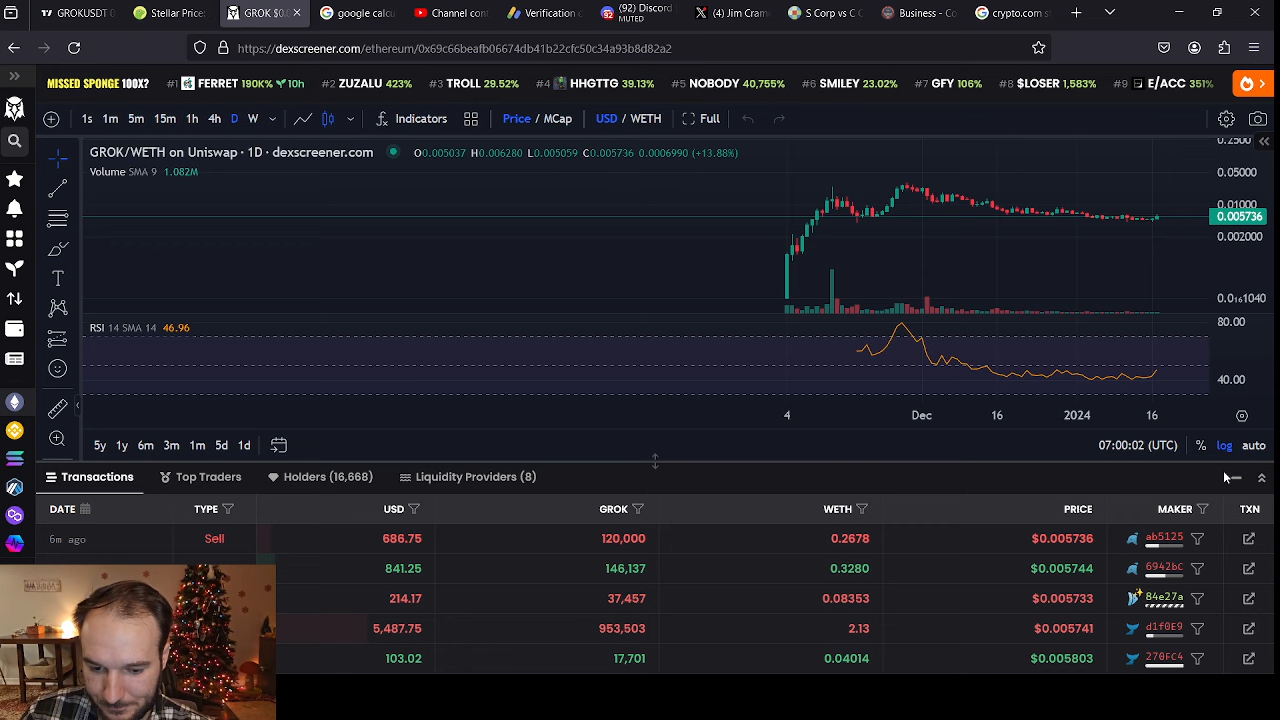 GROKUSDT G
Stellar Price:
GROK $0.0
google calcu
Channel cont
Verification
(92) Discord
MUTED
(4) Jim Crame
S Corp vs C C
Business - Co
crypto.com st
https://dexscreener.com/ethereum/0x69c66beafb06674db41b22cfc50c34a93b8d82a2
MISSED SPONGE 100X?
#1 FERRET 190K% 10h
#2 ZUZALU 423%
#3 TROLL 29.52%
#4 HHGTTG 39.13%
#5 NOBODY 40,755%
#6 SMILEY 23.02%
#7 GFY 106%
#8 $LOSER 1,583%
#9 E/ACC 351%
1s 1m 5m 15m 1h 4h D W Indicators Price / MCap USD / WETH Full
GROK/WETH on Uniswap · 1D · dexscreener.com O0.005037 H0.006280 L0.005059 C0.005736 0.0006990 (+13.88%)
Volume SMA 9 1.082M
0.2500
0.05000
0.01000
0.005736
0.002000
0.0₁₆1040
RSI 14 SMA 14 46.96
80.00
40.00
4 Dec 16 2024 16
5y 1y 6m 3m 1m 5d 1d 07:00:02 (UTC) % log auto
Transactions Top Traders Holders (16,668) Liquidity Providers (8)
DATE TYPE USD GROK WETH PRICE MAKER TXN
6m ago Sell 686.75 120,000 0.2678 $0.005736 ab5125
841.25 146,137 0.3280 $0.005744 6942bC
214.17 37,457 0.08353 $0.005733 84e27a
5,487.75 953,503 2.13 $0.005741 d1f0E9
103.02 17,701 0.04014 $0.005803 270FC4